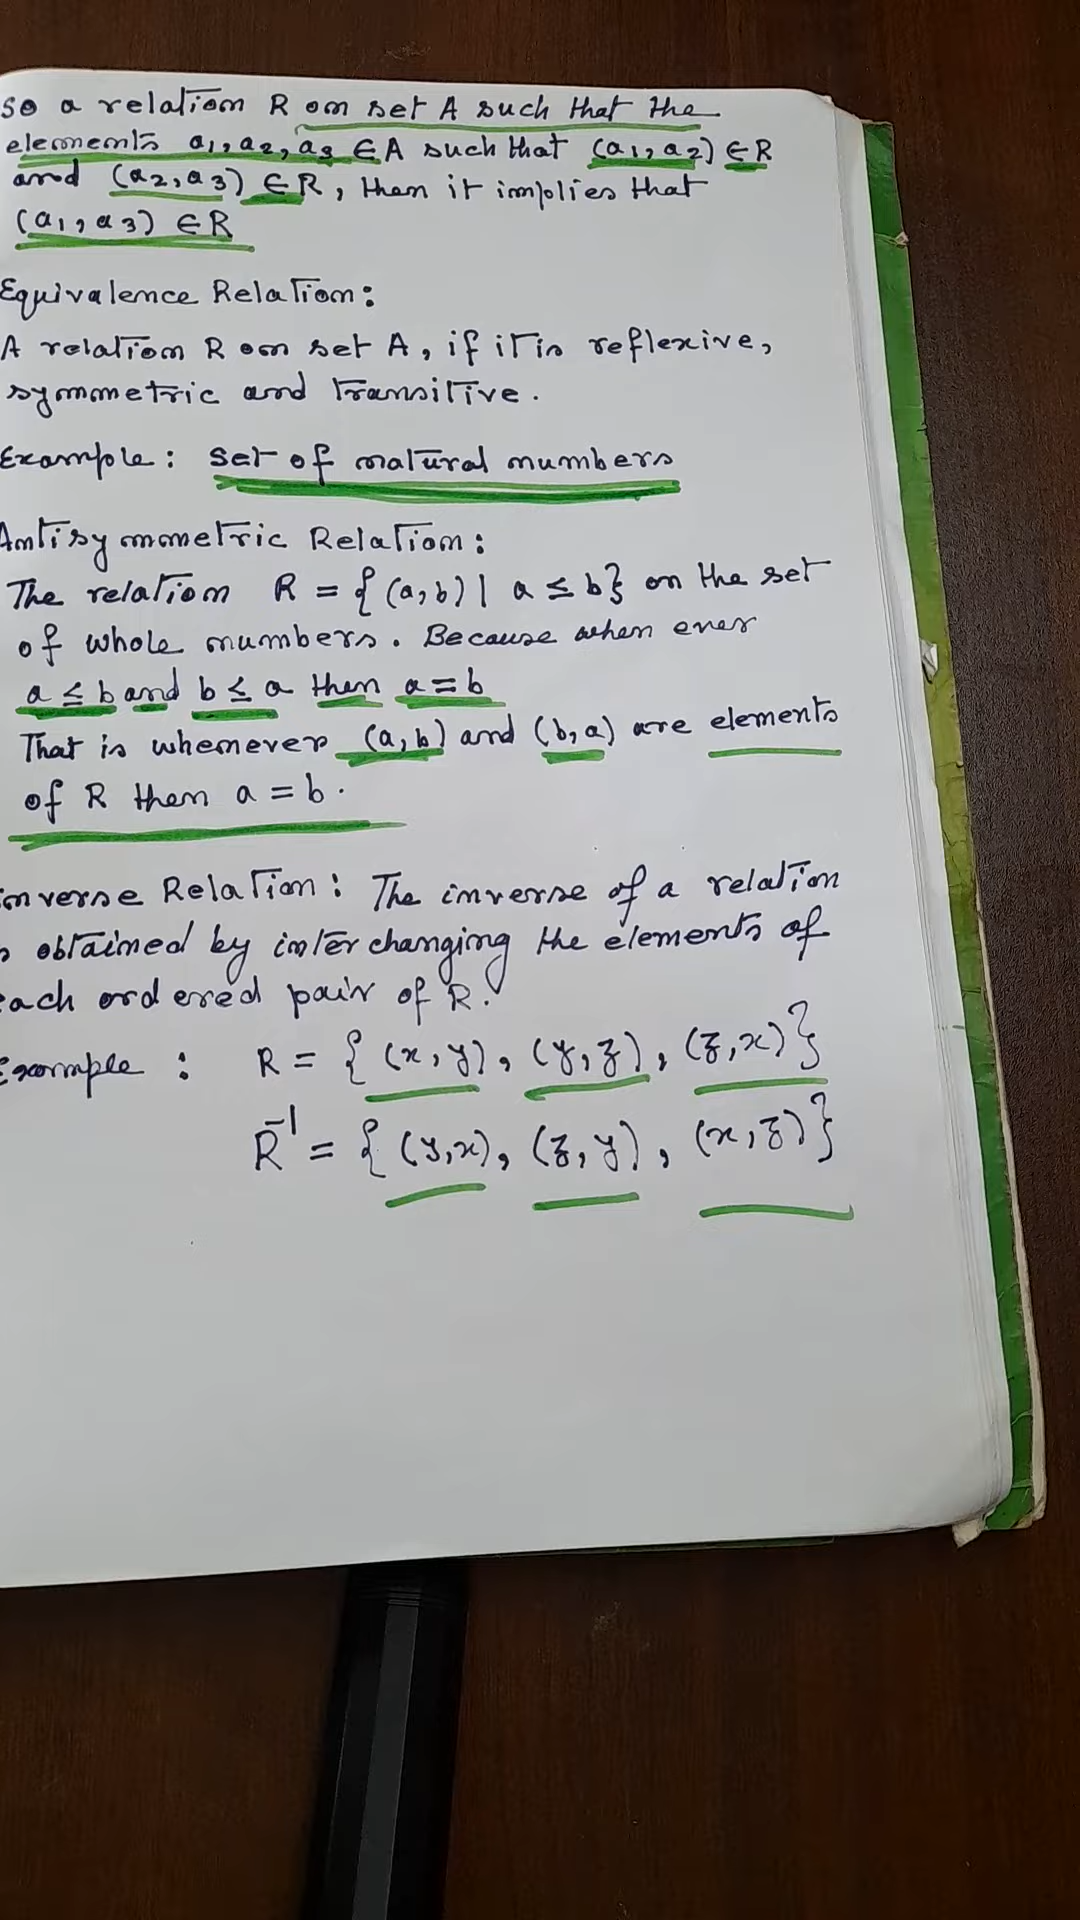 so a relation R on set A such that the
elements a₁, a₂, a₃ ∈ A such that (a₁, a₂) ∈ R
and (a₂, a₃) ∈ R, then it implies that
(a₁, a₃) ∈ R
Equivalence Relation:
A relation R on set A, if it is reflexive,
symmetric and transitive.
Example: set of natural numbers
Antisymmetric Relation:
The relation R = {(a,b) | a ≤ b} on the set
of whole numbers. Because when ever
a ≤ b and b ≤ a then a = b
That is whenever (a, b) and (b, a) are elements
of R then a = b.
Inverse Relation: The inverse of a relation
is obtained by interchanging the elements of
each ordered pair of R.
Example : R = {(x, y), (y, z), (z, x)}
R⁻¹ = {(y, x), (z, y), (x, z)}